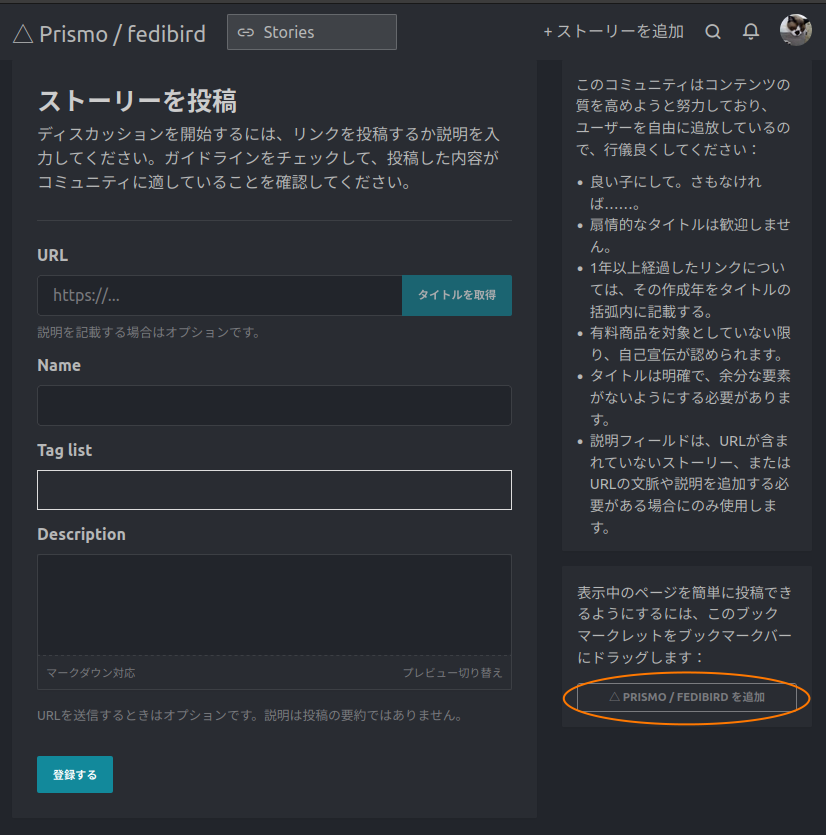 △ Prismo / fedibird
Stories
+ ストーリーを追加
ストーリーを投稿
ディスカッションを開始するには、リンクを投稿するか説明を入
力してください。ガイドラインをチェックして、投稿した内容が
コミュニティに適していることを確認してください。
URL
https://...
タイトルを取得
説明を記載する場合はオプションです。
Name
Tag list
Description
マークダウン対応
プレビュー切り替え
URLを送信するときはオプションです。説明は投稿の要約ではありません。
登録する
このコミュニティはコンテンツの
質を高めようと努力しており、
ユーザーを自由に追放しているの
で、行儀良くしてください：
• 良い子にして。さもなけれ
ば……。
• 扇情的なタイトルは歓迎しませ
ん。
• 1年以上経過したリンクについ
ては、その作成年をタイトルの
括弧内に記載する。
• 有料商品を対象としていない限
り、自己宣伝が認められます。
• タイトルは明確で、余分な要素
がないようにする必要がありま
す。
• 説明フィールドは、URLが含ま
れていないストーリー、または
URLの文脈や説明を追加する必
要がある場合にのみ使用しま
す。
表示中のページを簡単に投稿でき
るようにするには、このブック
マークレットをブックマークバー
にドラッグします：
△ PRISMO / FEDIBIRD を追加